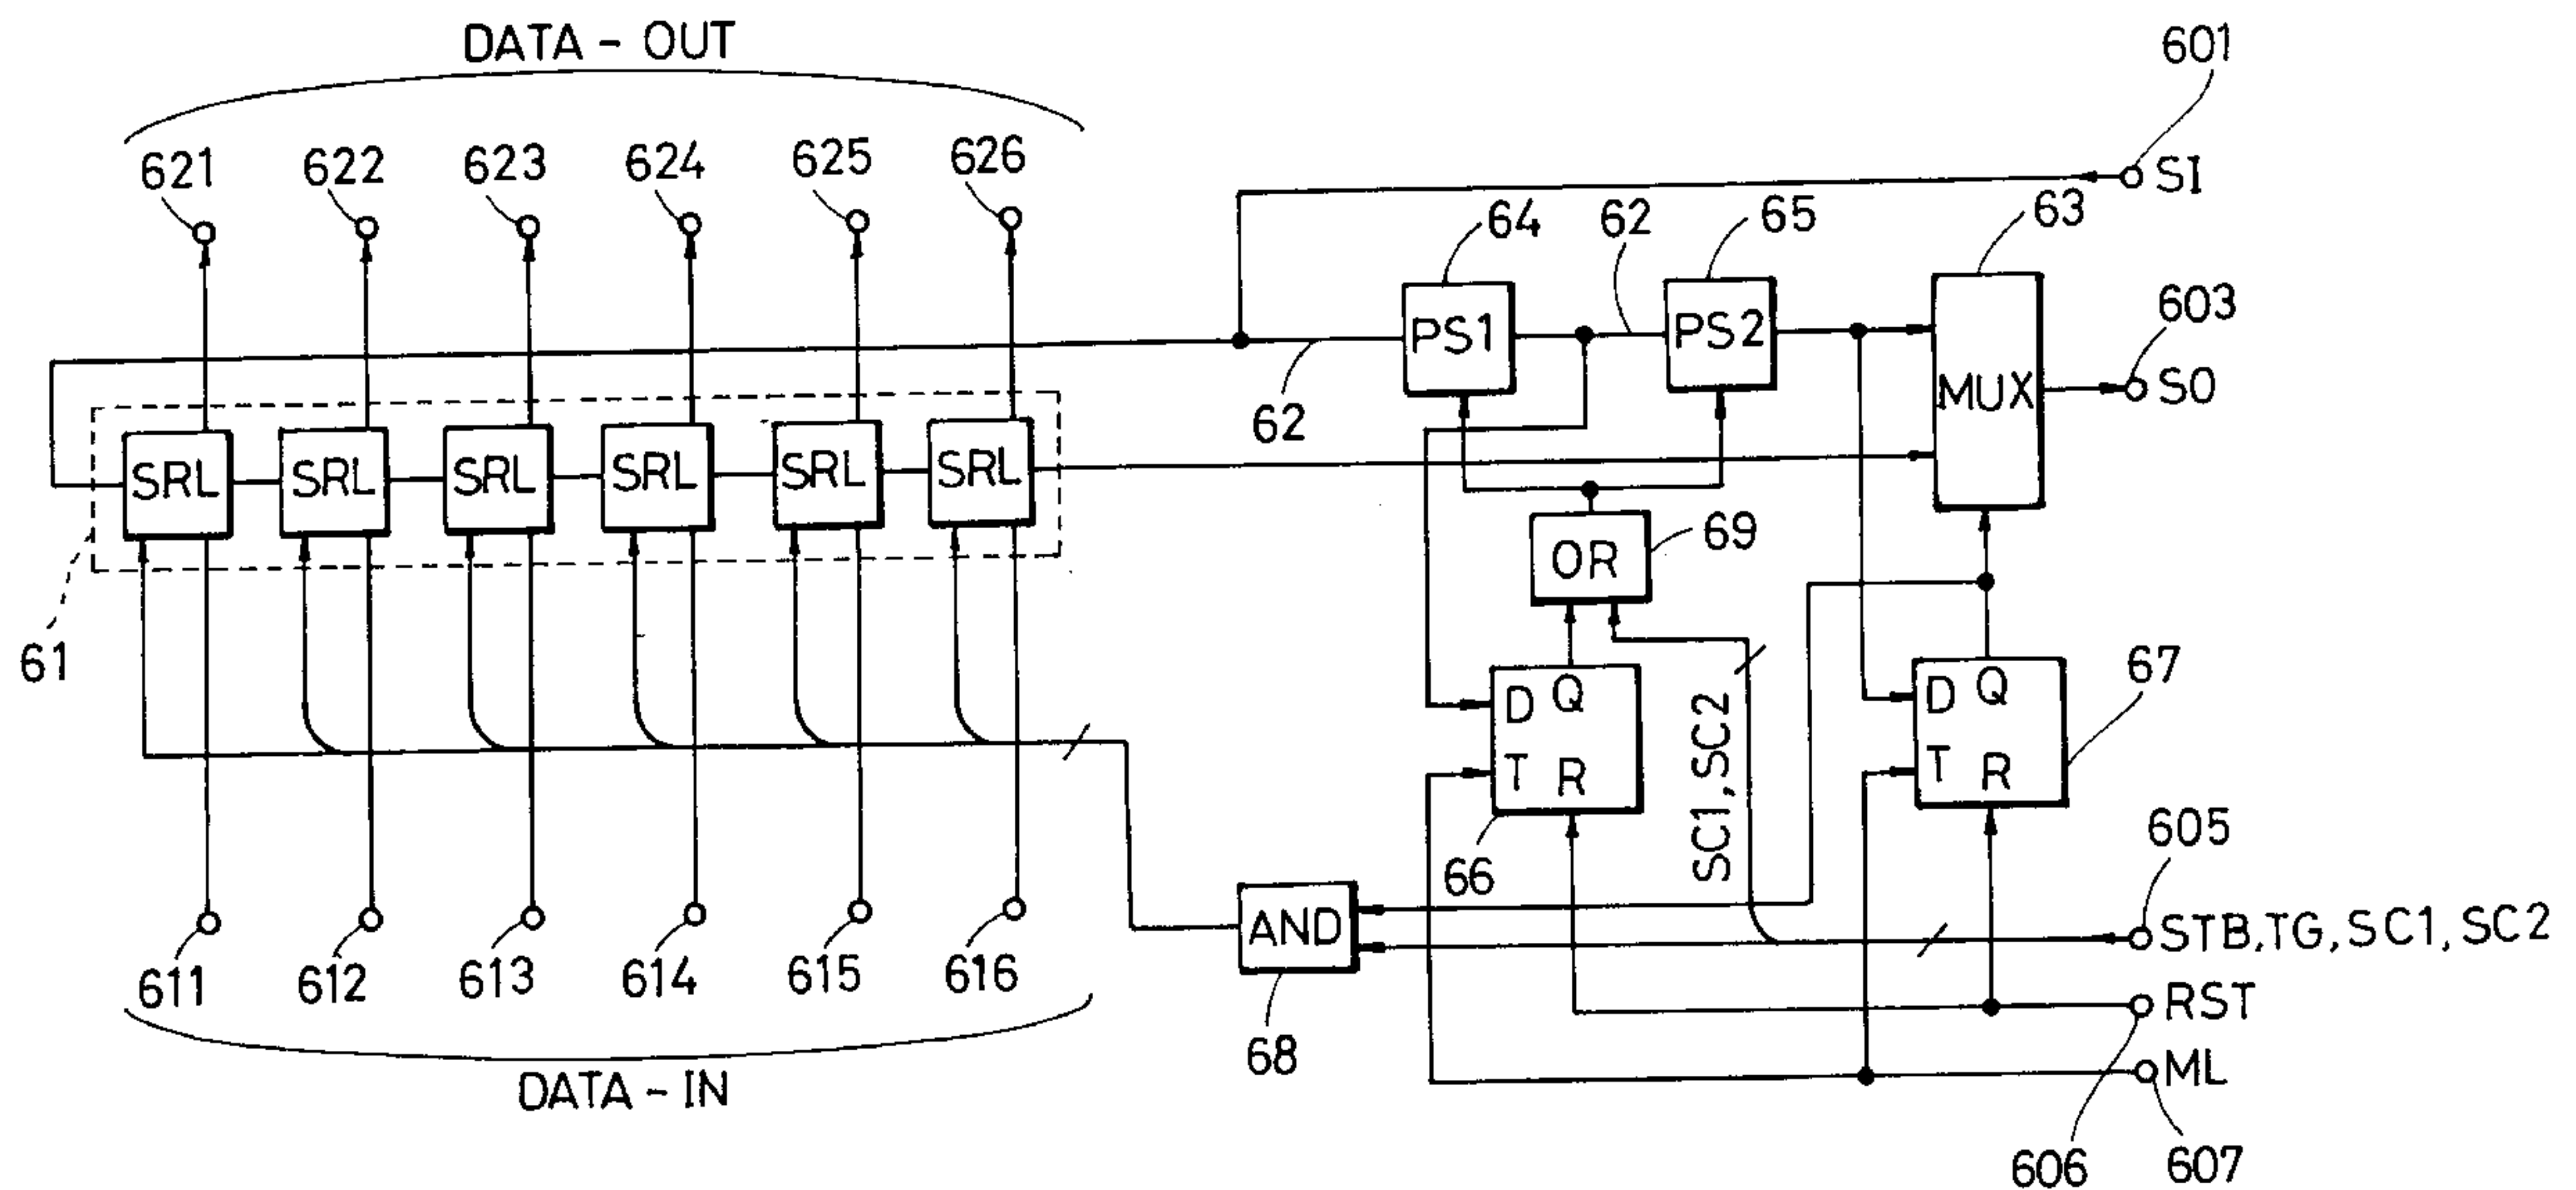 DATA - OUT
601
621
622
623
624
625
626
SI
64
62
65
63
603
PS1
PS2
MUX
SO
62
SRL
SRL
SRL
SRL
SRL
SRL
69
OR
61
67
D
Q
T
R
SC1, SC2
D
Q
T
R
66
605
AND
STB,TG,SC1,SC2
611
612
613
614
615
616
68
RST
ML
DATA - IN
606
607